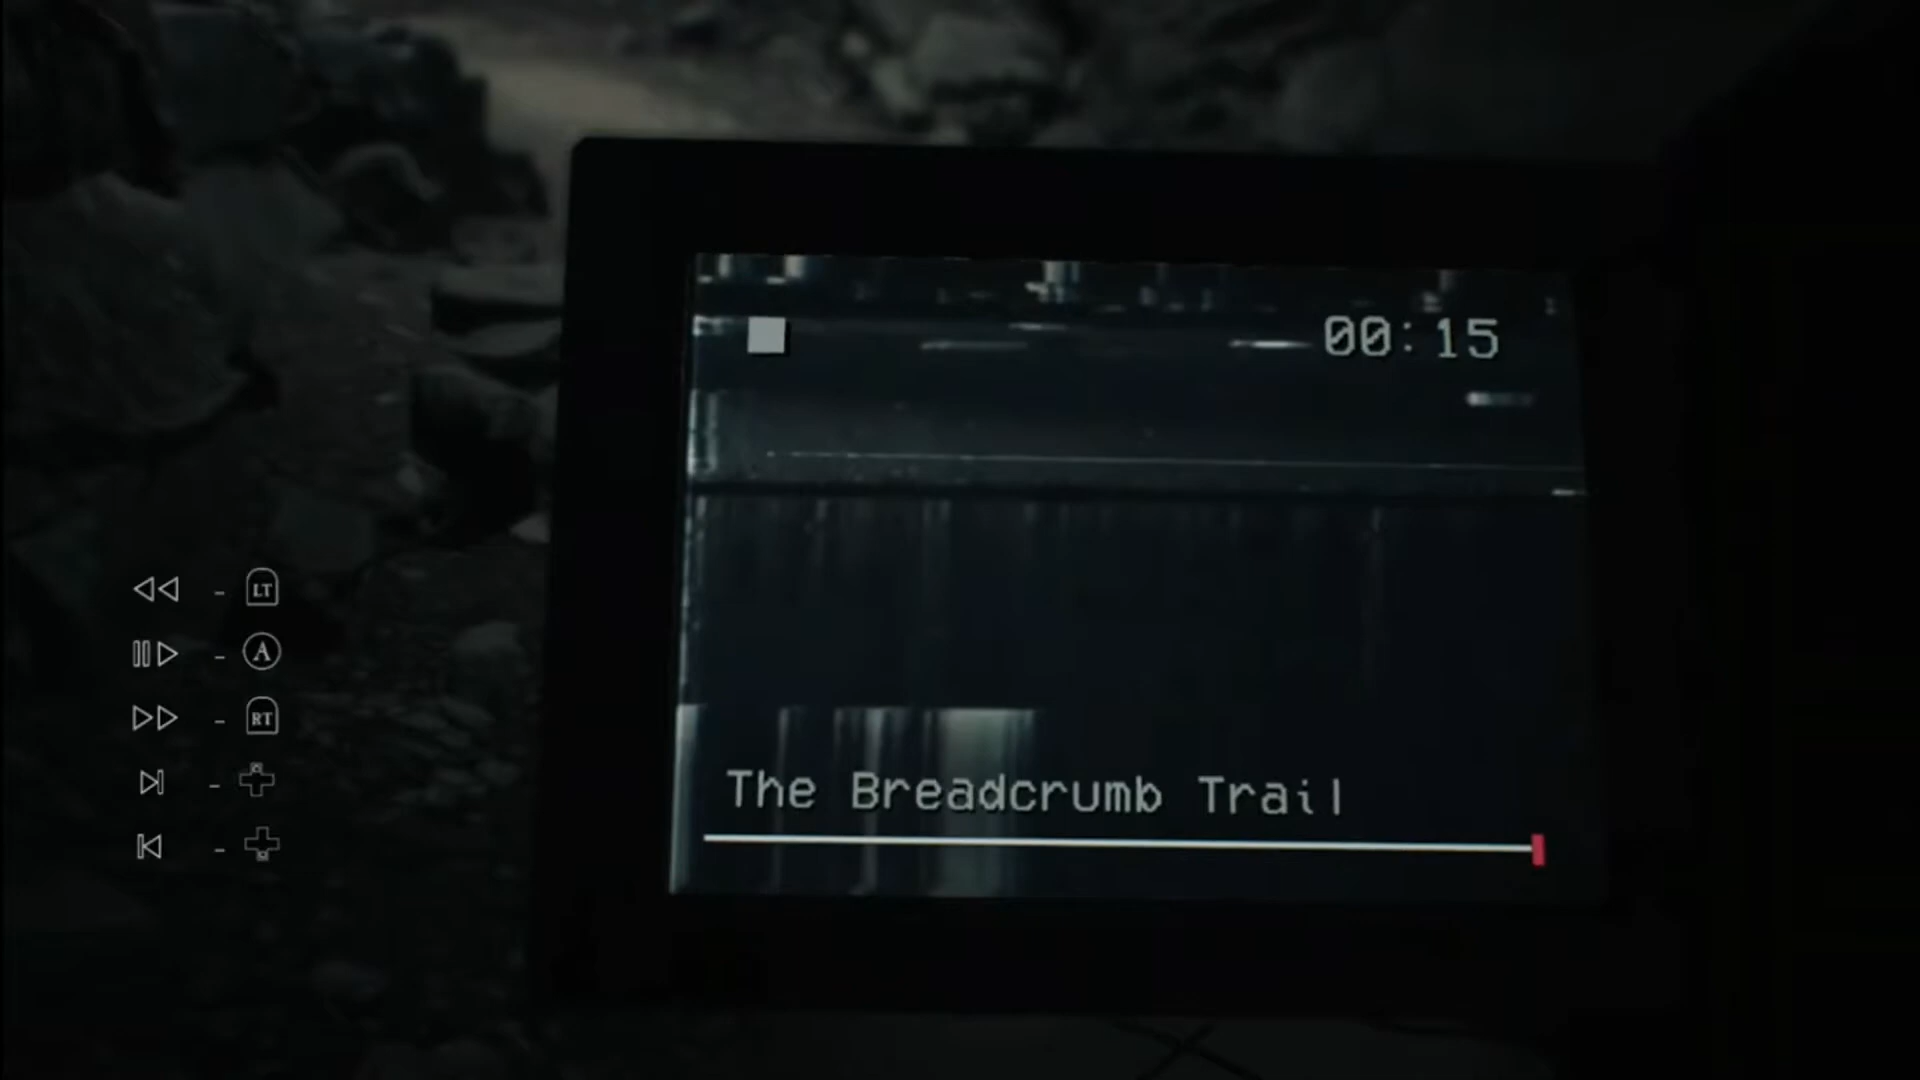 00:15
- LT
- A
- RT
-
-
The Breadcrumb Trail